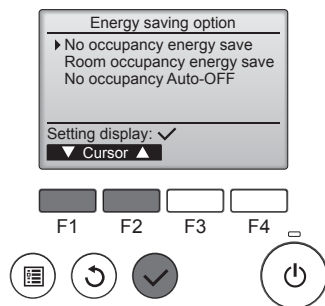 Energy saving option
No occupancy energy save
Room occupancy energy save
No occupancy Auto-OFF
Setting display: ✓
▼ Cursor ▲
F1 F2 F3 F4